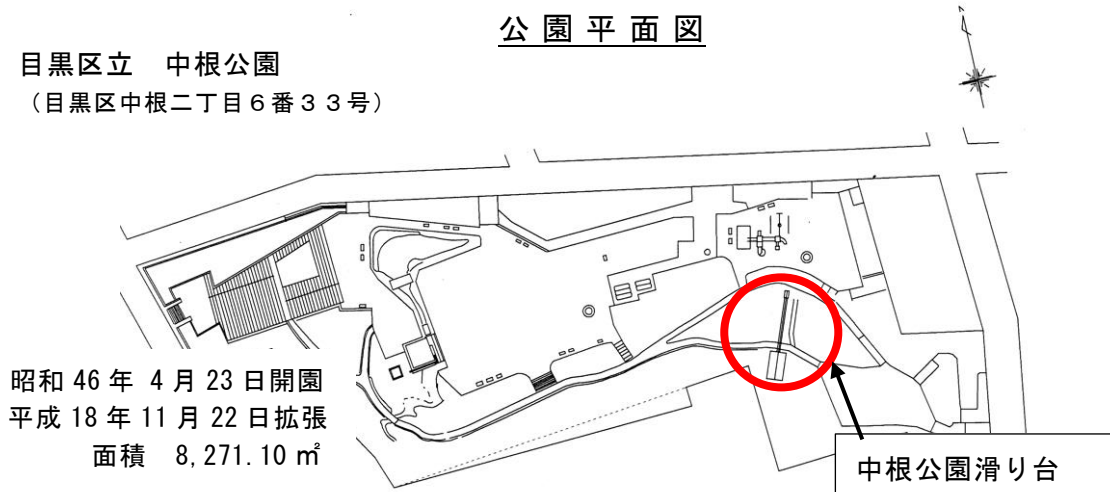 公園平面図
目黒区立　中根公園
（目黒区中根二丁目６番３３号）
N
昭和 46 年 4 月 23 日開園
平成 18 年 11 月 22 日拡張
面積　8,271.10 ㎡
中根公園滑り台